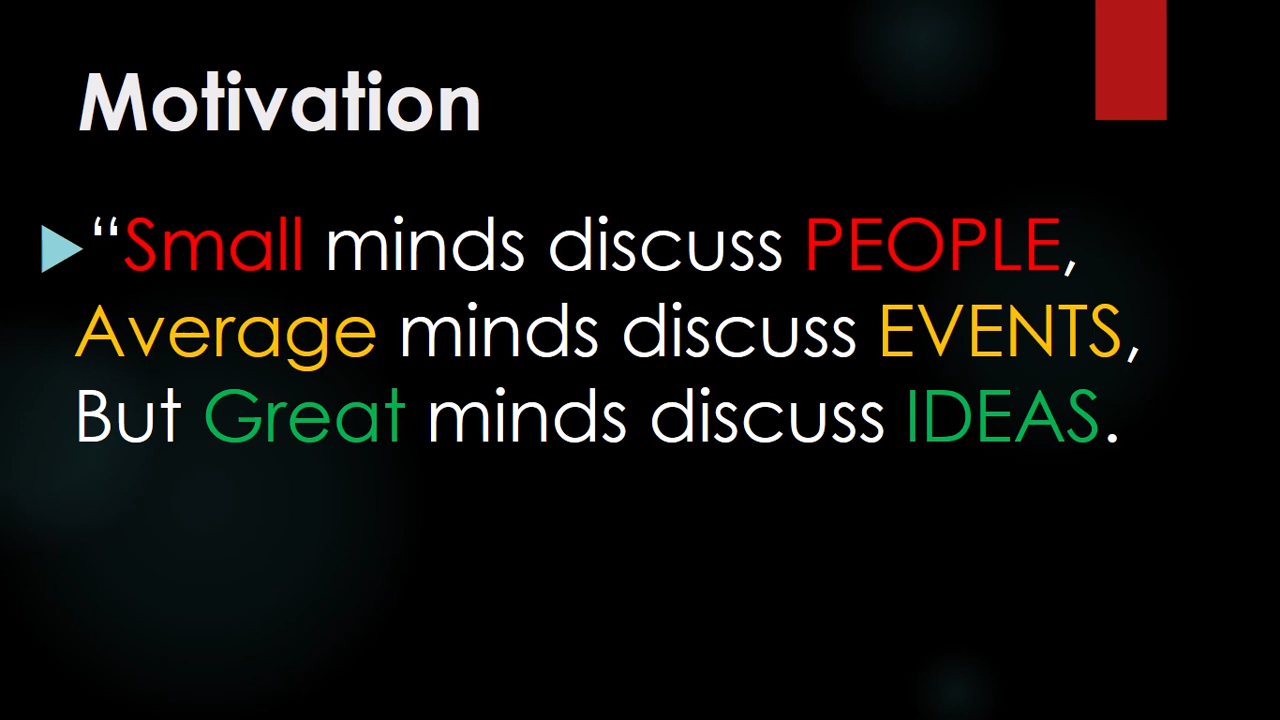 Motivation
“Small minds discuss PEOPLE,
Average minds discuss EVENTS,
But Great minds discuss IDEAS.